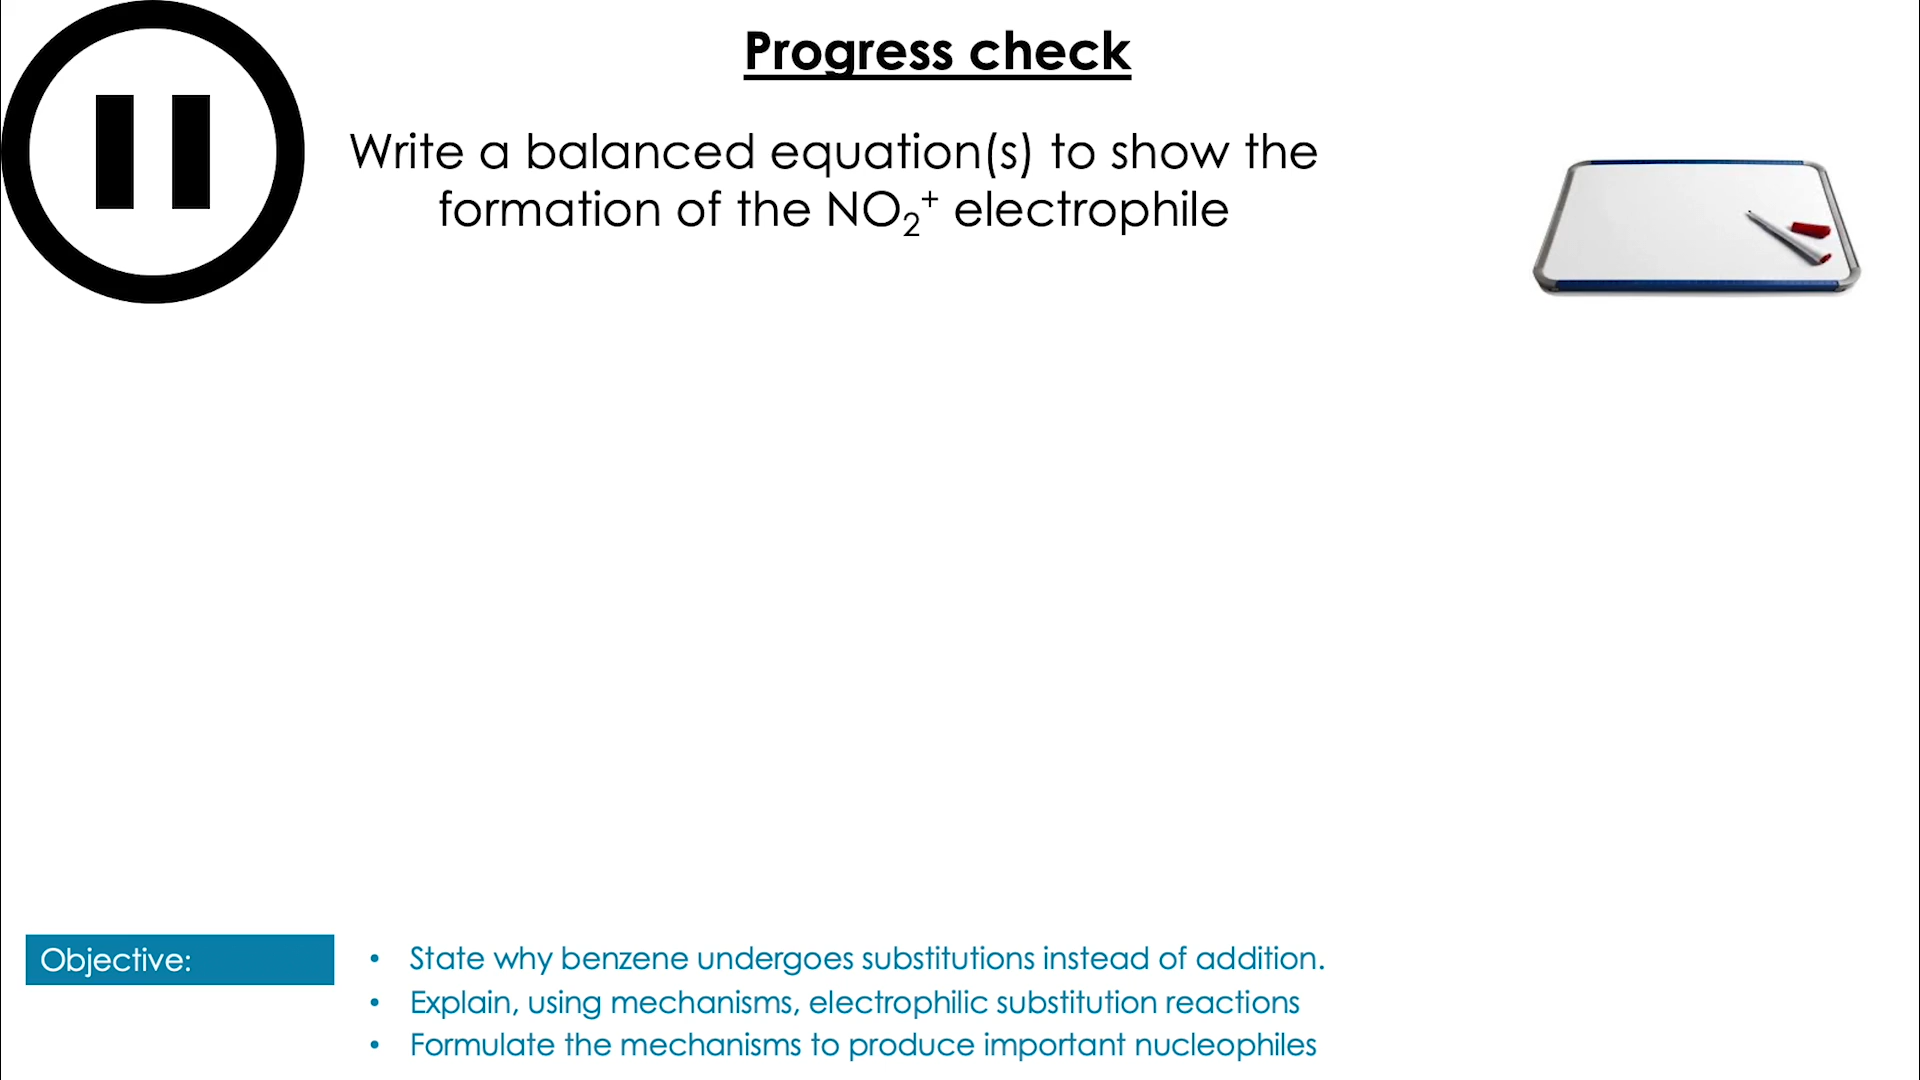 Progress check
Write a balanced equation(s) to show the
formation of the NO₂⁺ electrophile
Objective:
• State why benzene undergoes substitutions instead of addition.
• Explain, using mechanisms, electrophilic substitution reactions
• Formulate the mechanisms to produce important nucleophiles